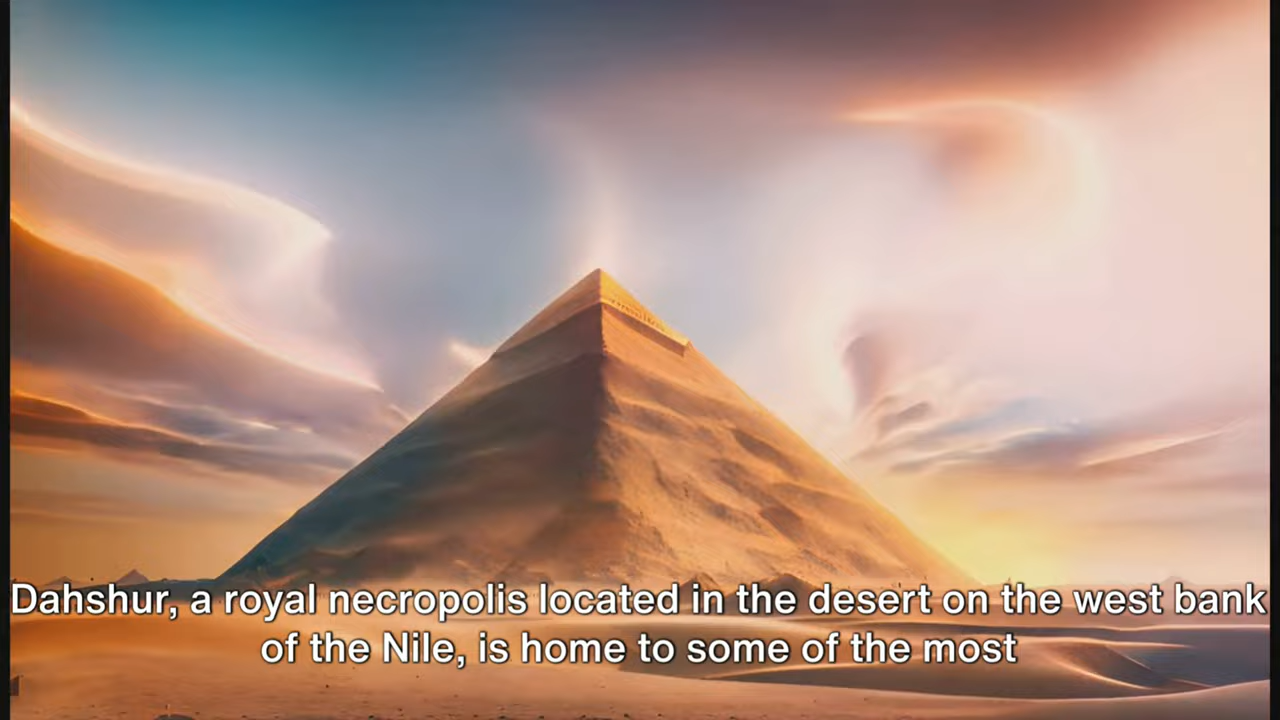 Dahshur, a royal necropolis located in the desert on the west bank
of the Nile, is home to some of the most